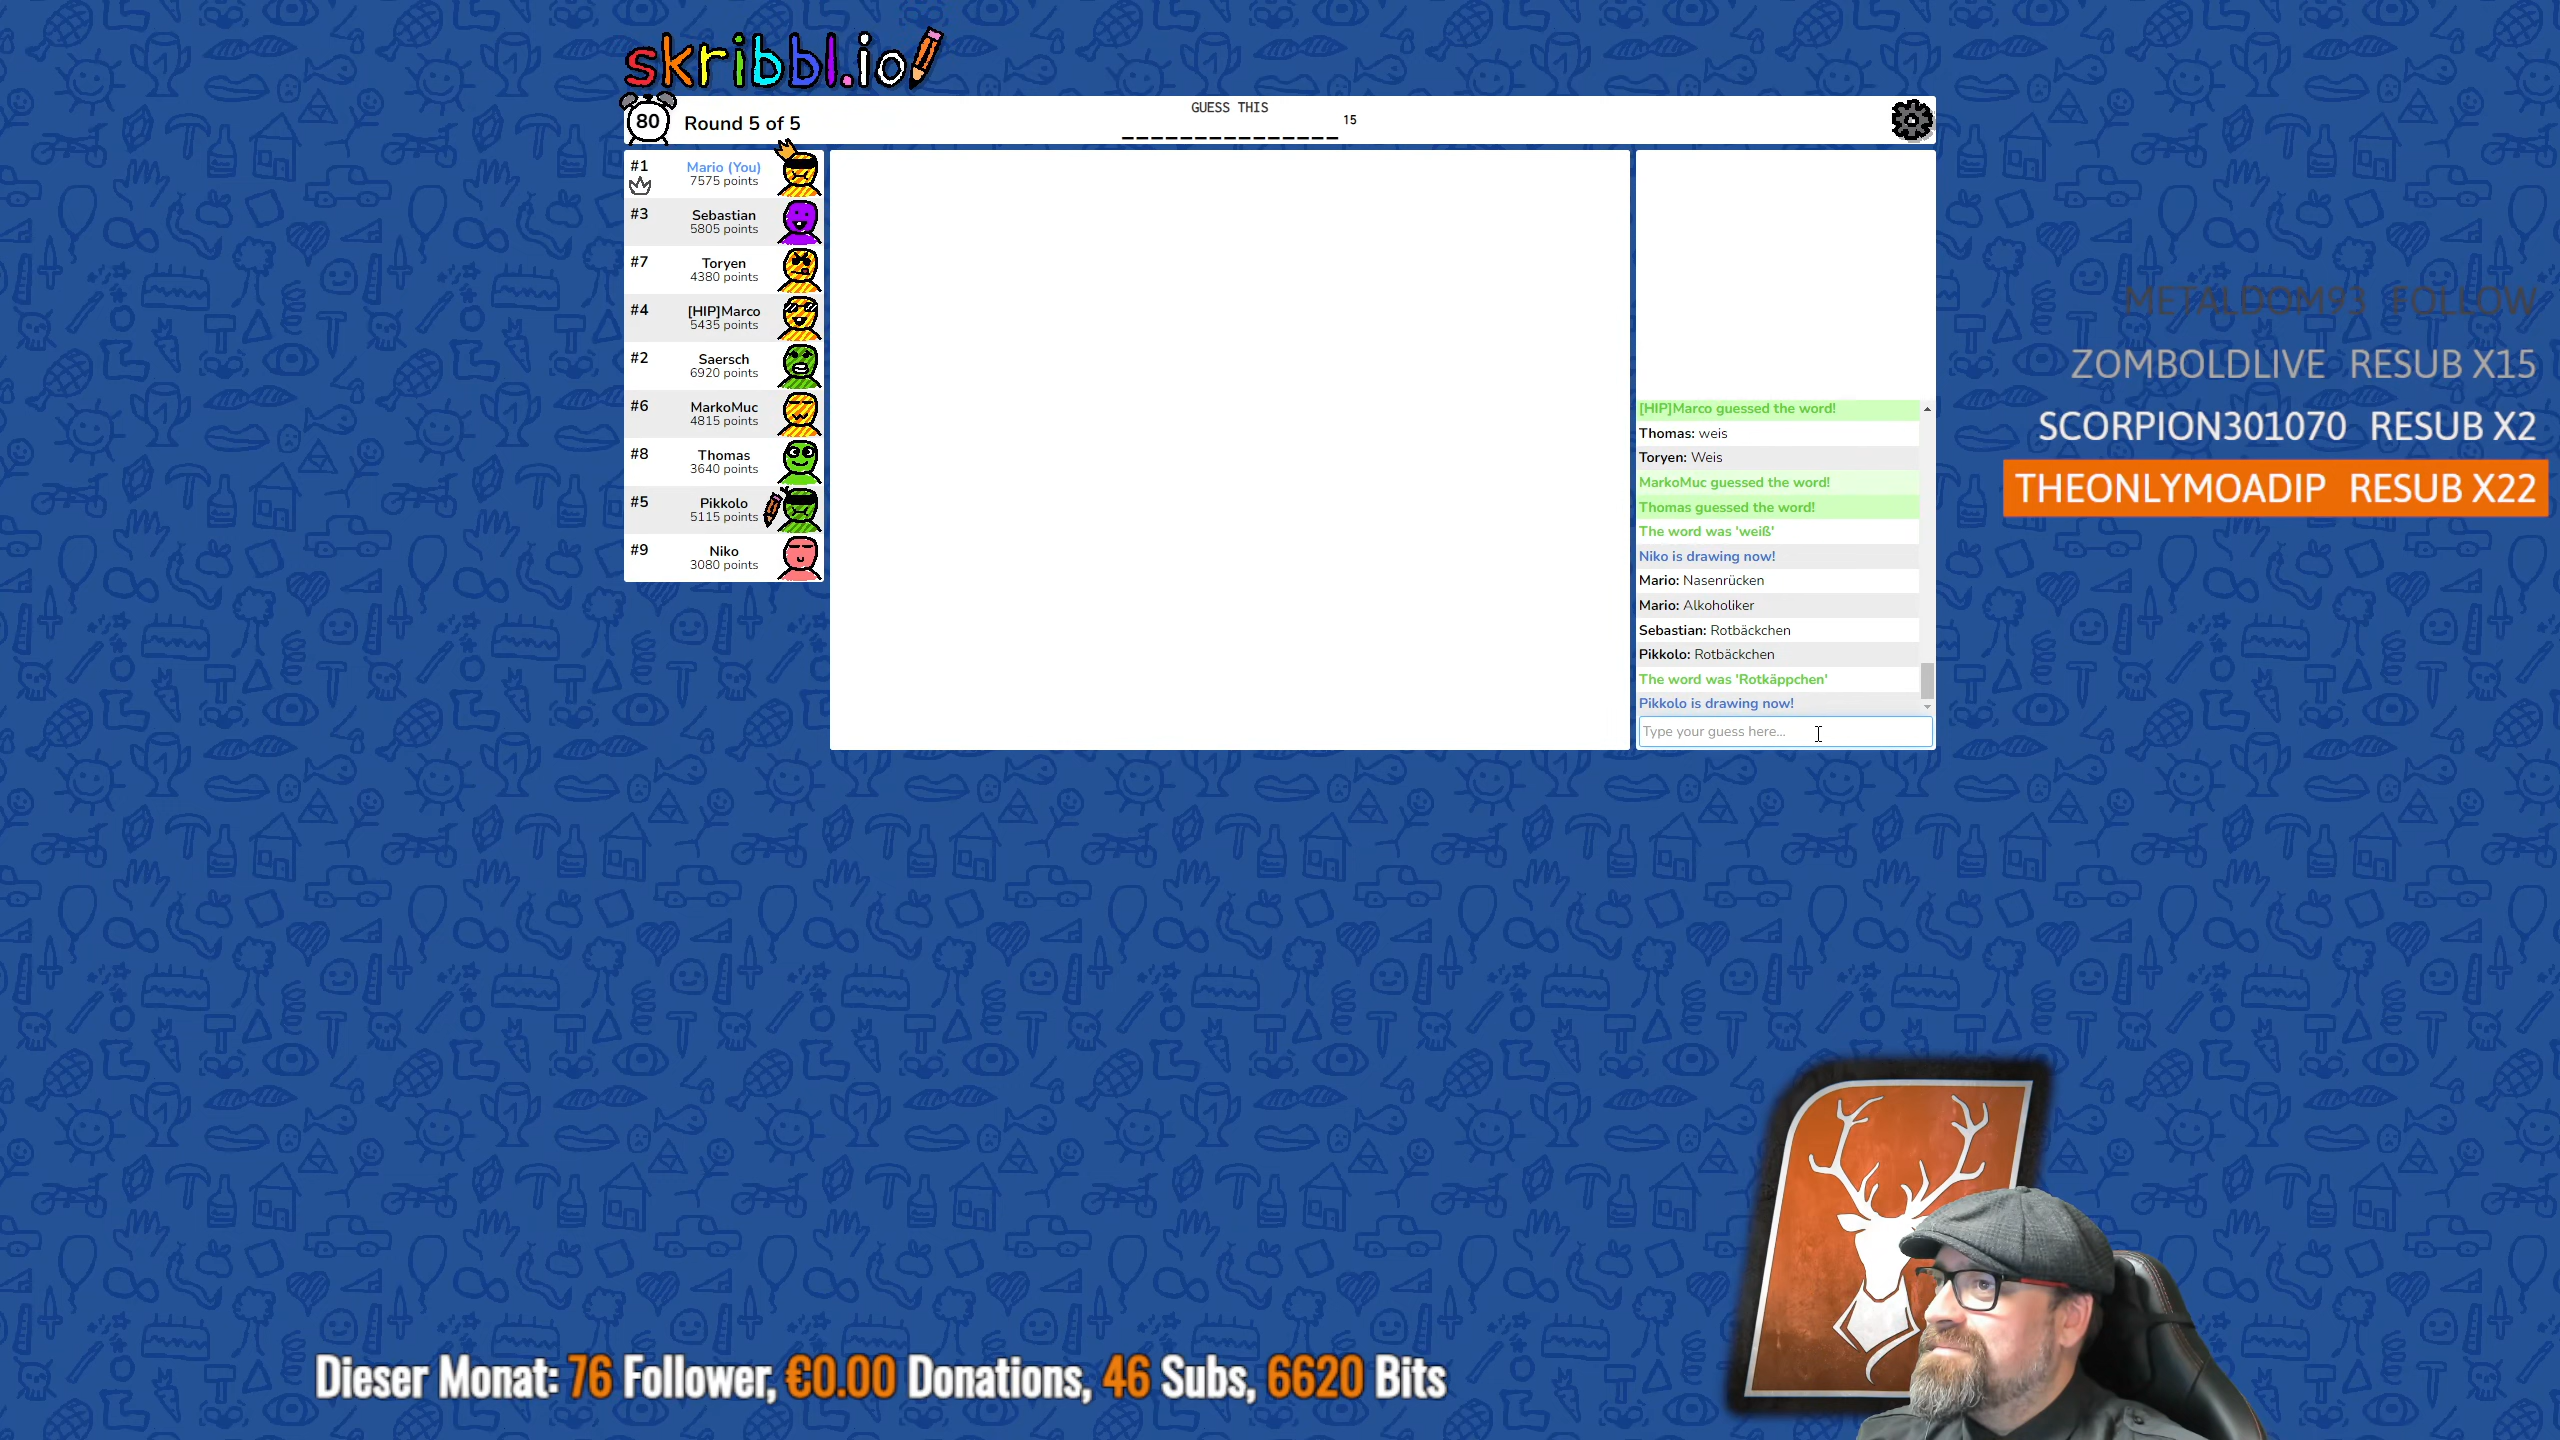 skribbl.io
80
Round 5 of 5
GUESS THIS
_______________ 15
#1
Mario (You)
7575 points
#3
Sebastian
5805 points
#7
Toryen
4380 points
#4
[HIP]Marco
5435 points
#2
Saersch
6920 points
#6
MarkoMuc
4815 points
#8
Thomas
3640 points
#5
Pikkolo
5115 points
#9
Niko
3080 points
[HIP]Marco guessed the word!
Thomas: weis
Toryen: Weis
MarkoMuc guessed the word!
Thomas guessed the word!
The word was 'weiß'
Niko is drawing now!
Mario: Nasenrücken
Mario: Alkoholiker
Sebastian: Rotbäckchen
Pikkolo: Rotbäckchen
The word was 'Rotkäppchen'
Pikkolo is drawing now!
Type your guess here...
METALDOM93 FOLLOW
ZOMBOLDLIVE RESUB X15
SCORPION301070 RESUB X2
THEONLYMOADIP RESUB X22
Dieser Monat: 76 Follower, €0.00 Donations, 46 Subs, 6620 Bits